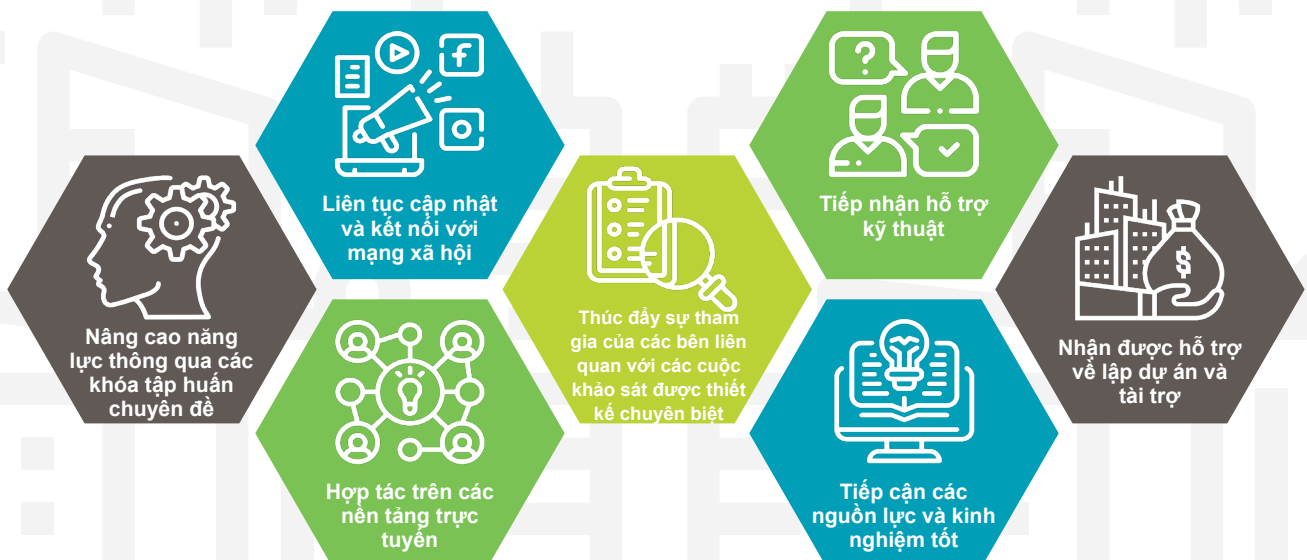 Liên tục cập nhật
và kết nối với
mạng xã hội
Tiếp nhận hỗ trợ
kỹ thuật
Nâng cao năng
lực thông qua các
khóa tập huấn
chuyên đề
Thúc đẩy sự tham
gia của các bên liên
quan với các cuộc
khảo sát được thiết
kế chuyên biệt
Nhận được hỗ trợ
về lập dự án và
tài trợ
Hợp tác trên các
nền tảng trực
tuyến
Tiếp cận các
nguồn lực và kinh
nghiệm tốt